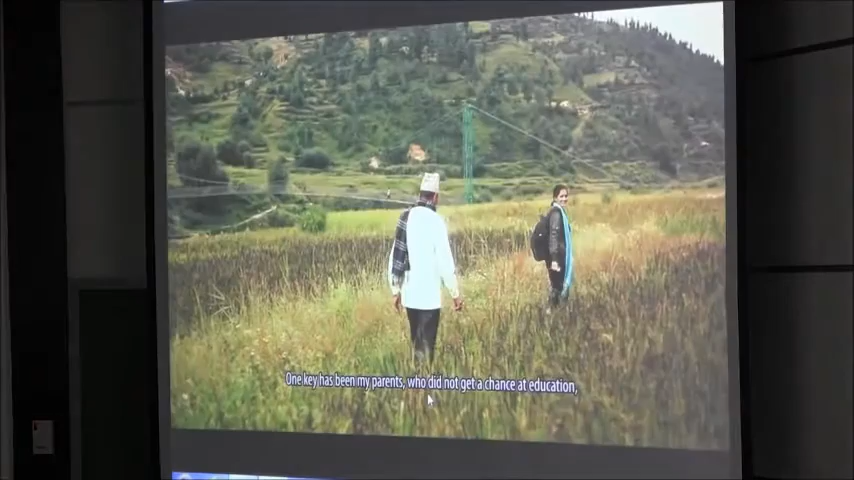 One key has been my parents, who did not get a chance at education,